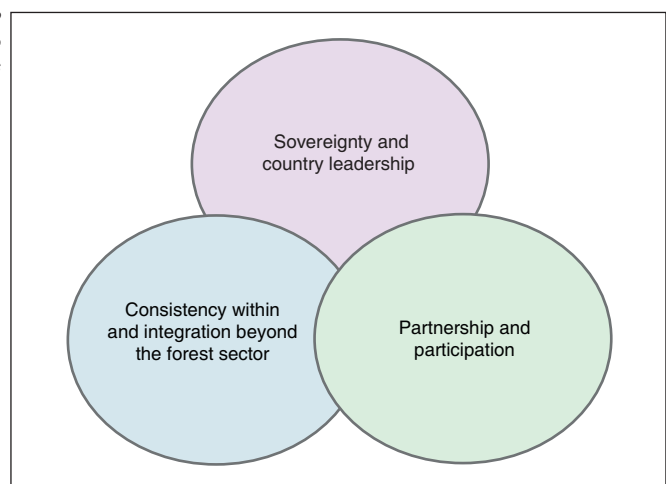 Sovereignty and
country leadership
Consistency within
and integration beyond
the forest sector
Partnership and
participation